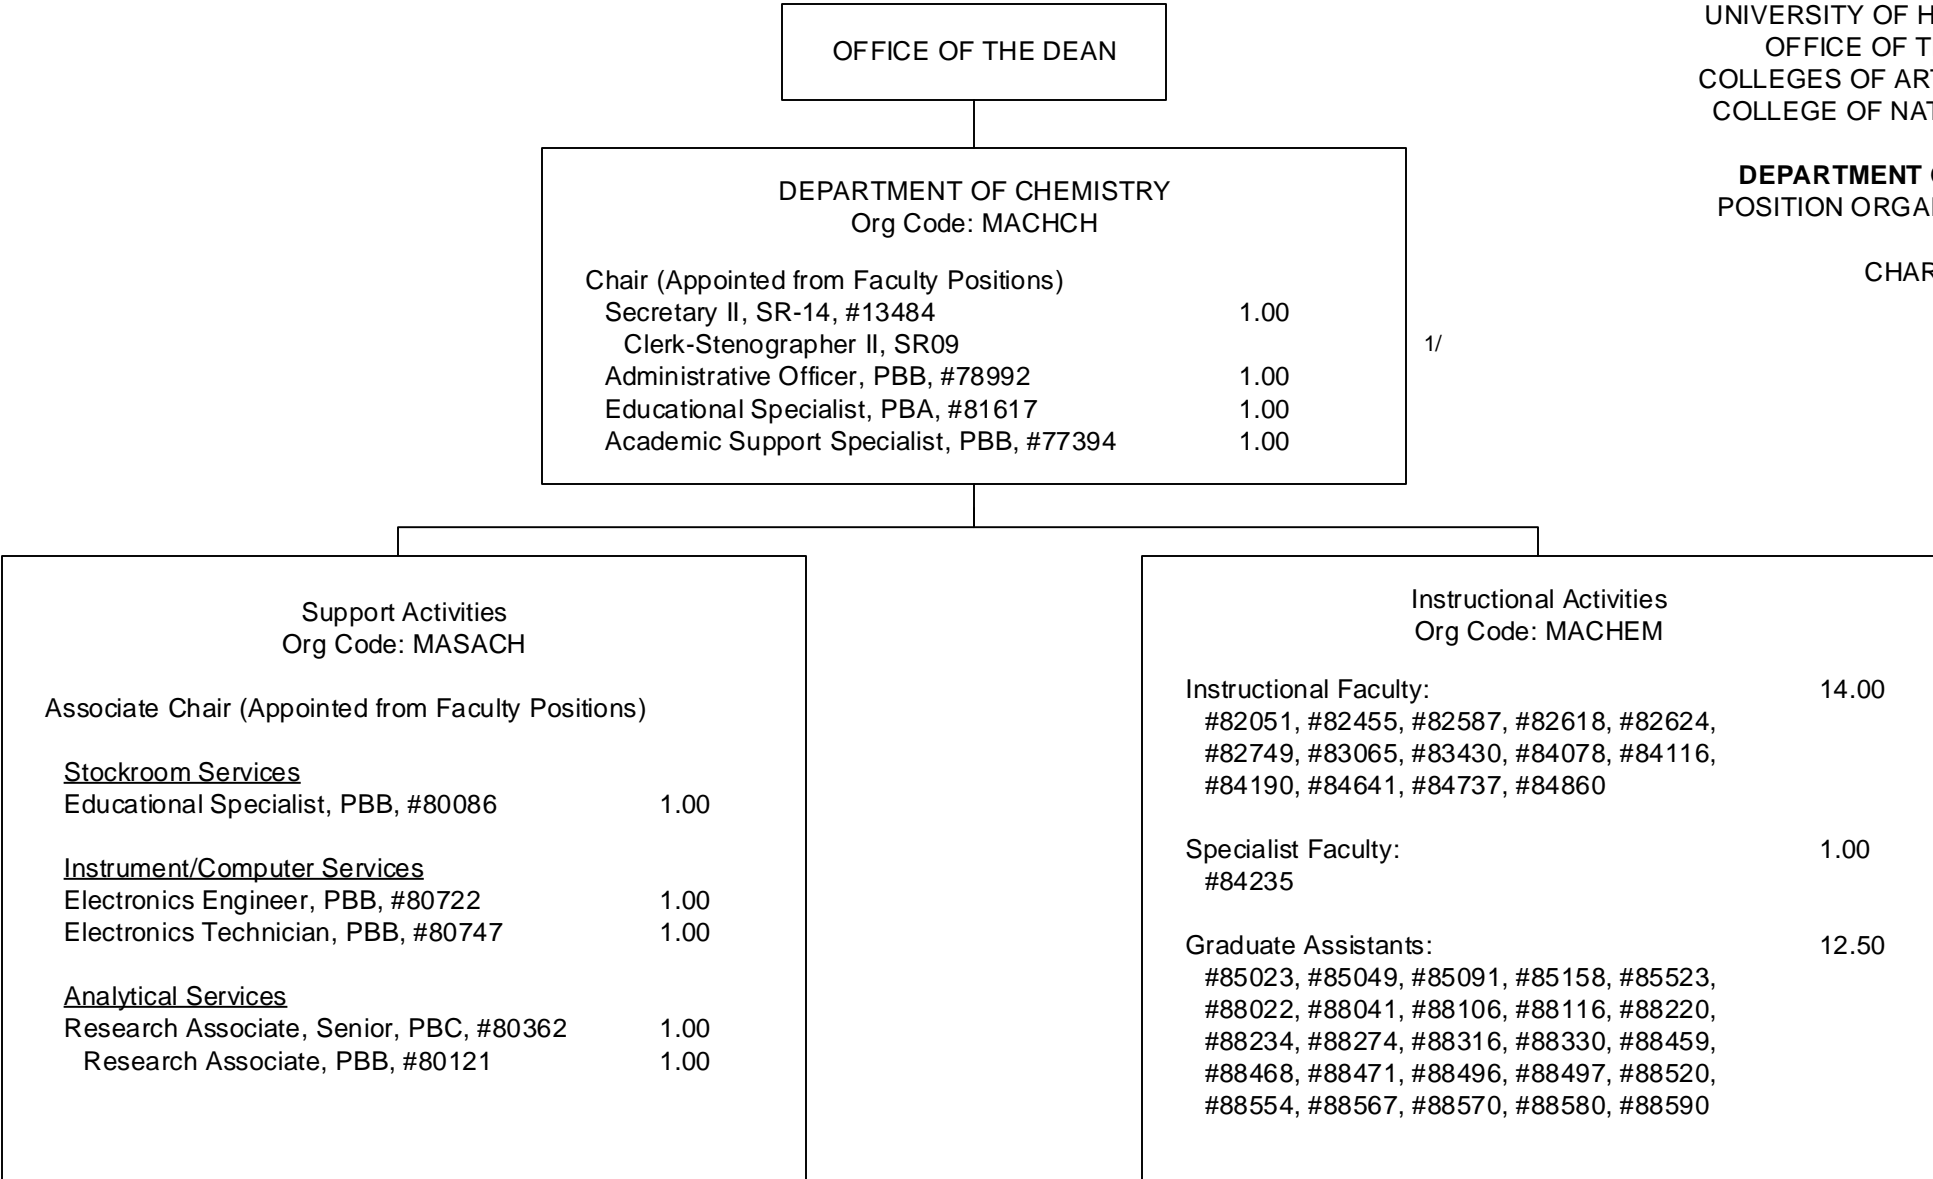 OFFICE OF THE DEAN
UNIVERSITY OF H
OFFICE OF T
COLLEGES OF AR
COLLEGE OF NA
DEPARTMENT
POSITION ORGA
CHAR
DEPARTMENT OF CHEMISTRY
Org Code: MACHCH
Chair (Appointed from Faculty Positions)
Secretary II, SR-14, #13484 1.00
Clerk-Stenographer II, SR09 1/
Administrative Officer, PBB, #78992 1.00
Educational Specialist, PBA, #81617 1.00
Academic Support Specialist, PBB, #77394 1.00
Support Activities
Org Code: MASACH
Associate Chair (Appointed from Faculty Positions)
Stockroom Services
Educational Specialist, PBB, #80086 1.00
Instrument/Computer Services
Electronics Engineer, PBB, #80722 1.00
Electronics Technician, PBB, #80747 1.00
Analytical Services
Research Associate, Senior, PBC, #80362 1.00
Research Associate, PBB, #80121 1.00
Instructional Activities
Org Code: MACHEM
Instructional Faculty: 14.00
#82051, #82455, #82587, #82618, #82624,
#82749, #83065, #83430, #84078, #84116,
#84190, #84641, #84737, #84860
Specialist Faculty: 1.00
#84235
Graduate Assistants: 12.50
#85023, #85049, #85091, #85158, #85523,
#88022, #88041, #88106, #88116, #88220,
#88234, #88274, #88316, #88330, #88459,
#88468, #88471, #88496, #88497, #88520,
#88554, #88567, #88570, #88580, #88590